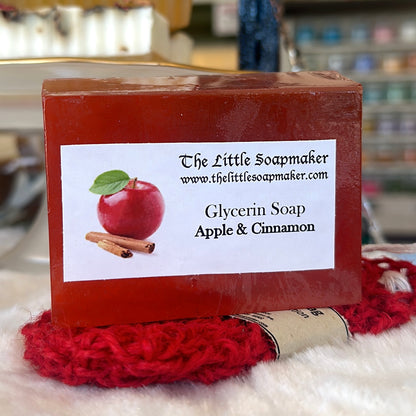 The Little Soapmaker
www.thelittlesoapmaker.com
Glycerin Soap
Apple & Cinnamon